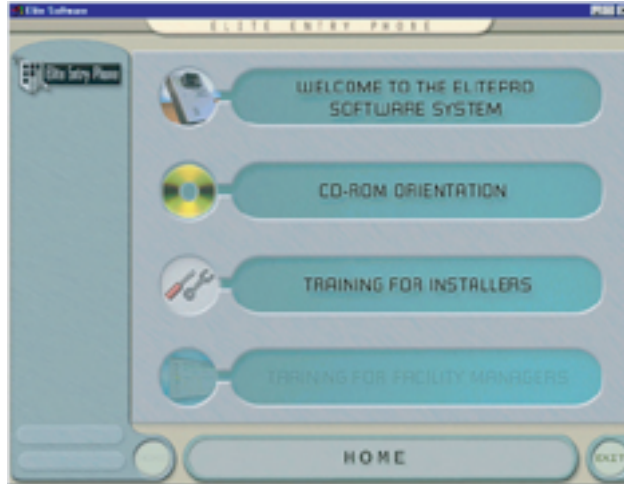 Elite Software
ELITE ENTRY PHONE
Elite Entry Phone
WELCOME TO THE ELITEPRO
SOFTWARE SYSTEM
CD-ROM ORIENTATION
TRAINING FOR INSTALLERS
TRAINING FOR FACILITY MANAGERS
HOME
EXIT